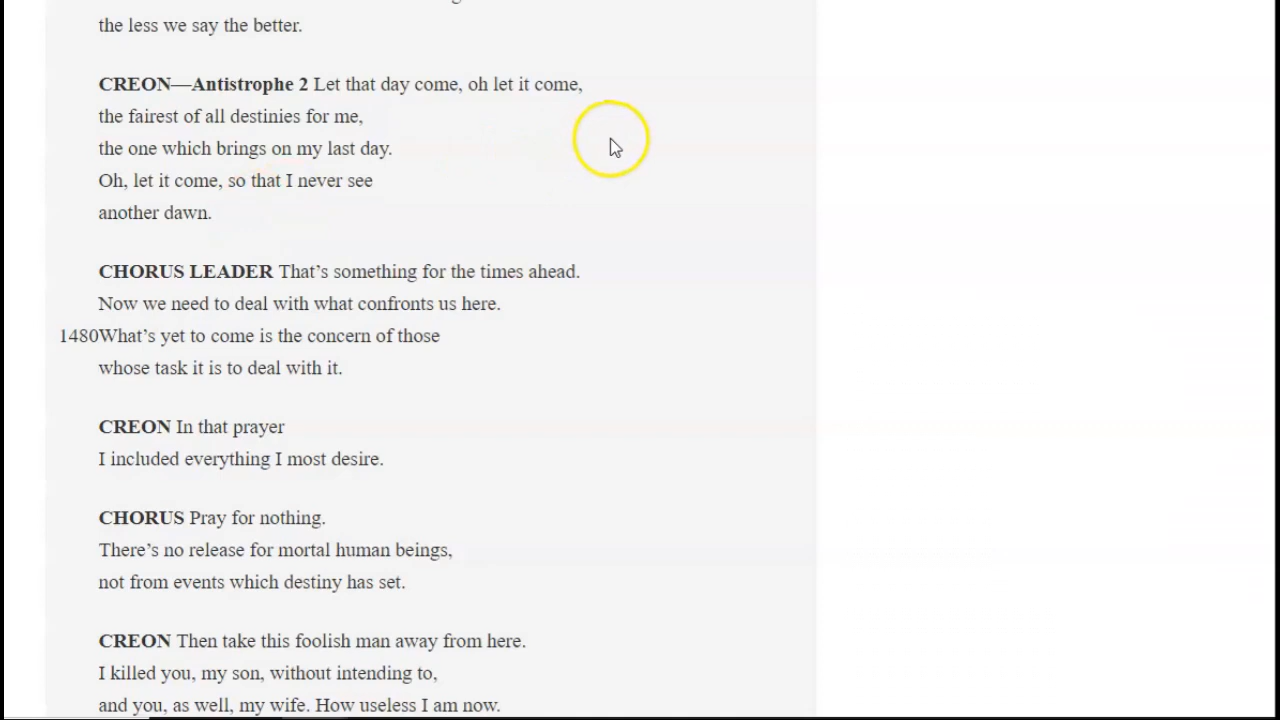 the less we say the better.
CREON—Antistrophe 2 Let that day come, oh let it come,
the fairest of all destinies for me,
the one which brings on my last day.
Oh, let it come, so that I never see
another dawn.
CHORUS LEADER That’s something for the times ahead.
Now we need to deal with what confronts us here.
1480What’s yet to come is the concern of those
whose task it is to deal with it.
CREON In that prayer
I included everything I most desire.
CHORUS Pray for nothing.
There’s no release for mortal human beings,
not from events which destiny has set.
CREON Then take this foolish man away from here.
I killed you, my son, without intending to,
and you, as well, my wife. How useless I am now.